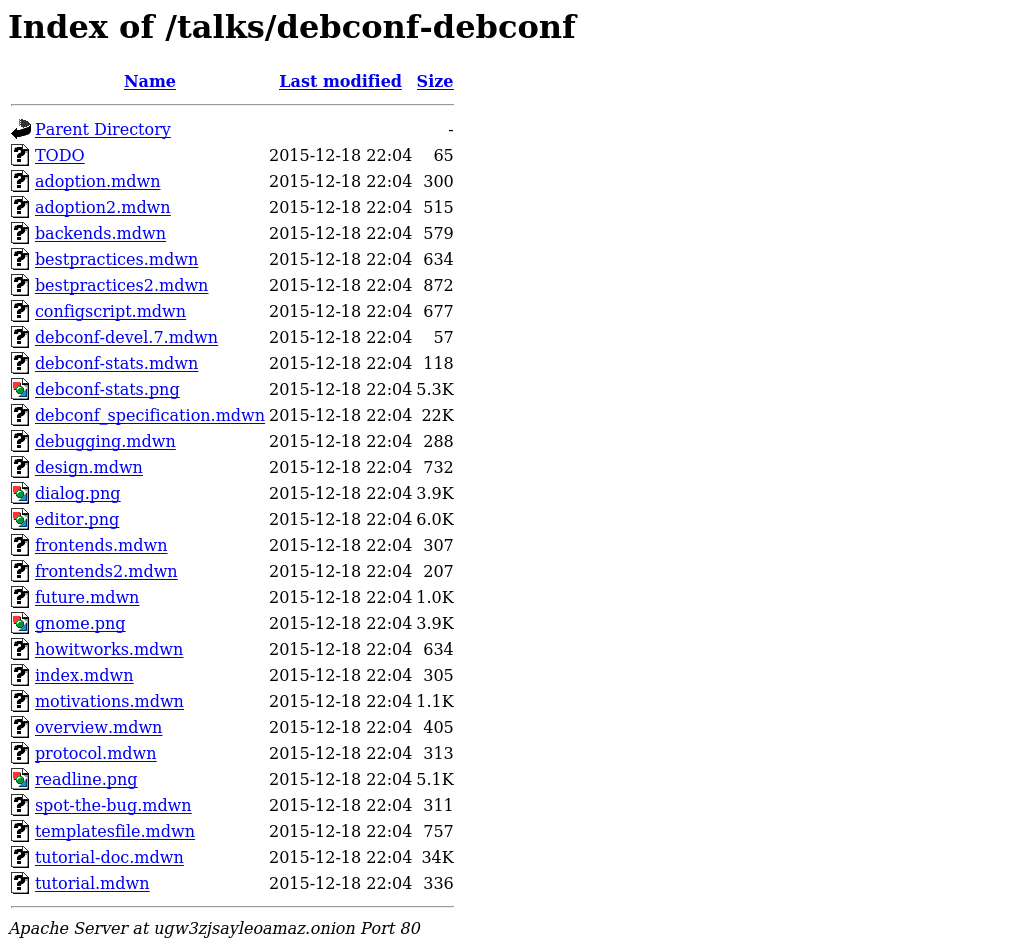 Index of /talks/debconf-debconf
Name Last modified Size
Parent Directory -
TODO 2015-12-18 22:04 65
adoption.mdwn 2015-12-18 22:04 300
adoption2.mdwn 2015-12-18 22:04 515
backends.mdwn 2015-12-18 22:04 579
bestpractices.mdwn 2015-12-18 22:04 634
bestpractices2.mdwn 2015-12-18 22:04 872
configscript.mdwn 2015-12-18 22:04 677
debconf-devel.7.mdwn 2015-12-18 22:04 57
debconf-stats.mdwn 2015-12-18 22:04 118
debconf-stats.png 2015-12-18 22:04 5.3K
debconf_specification.mdwn 2015-12-18 22:04 22K
debugging.mdwn 2015-12-18 22:04 288
design.mdwn 2015-12-18 22:04 732
dialog.png 2015-12-18 22:04 3.9K
editor.png 2015-12-18 22:04 6.0K
frontends.mdwn 2015-12-18 22:04 307
frontends2.mdwn 2015-12-18 22:04 207
future.mdwn 2015-12-18 22:04 1.0K
gnome.png 2015-12-18 22:04 3.9K
howitworks.mdwn 2015-12-18 22:04 634
index.mdwn 2015-12-18 22:04 305
motivations.mdwn 2015-12-18 22:04 1.1K
overview.mdwn 2015-12-18 22:04 405
protocol.mdwn 2015-12-18 22:04 313
readline.png 2015-12-18 22:04 5.1K
spot-the-bug.mdwn 2015-12-18 22:04 311
templatesfile.mdwn 2015-12-18 22:04 757
tutorial-doc.mdwn 2015-12-18 22:04 34K
tutorial.mdwn 2015-12-18 22:04 336
Apache Server at ugw3zjsayleoamaz.onion Port 80